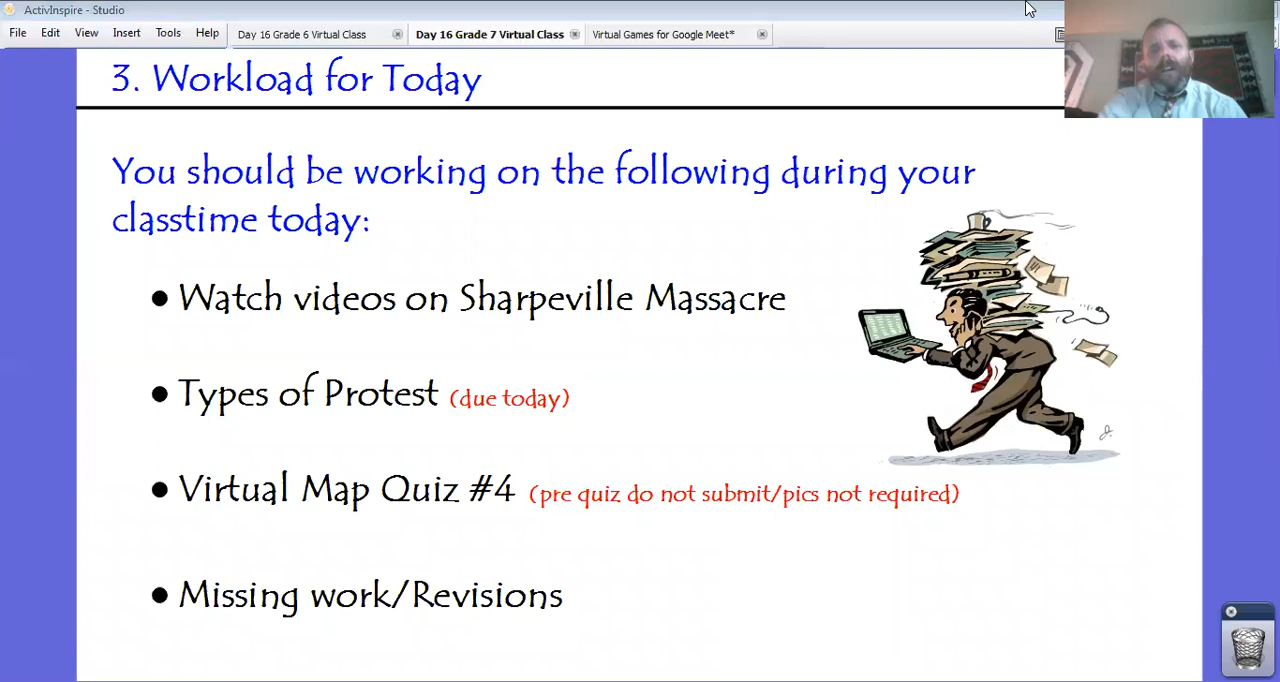 ActivInspire - Studio
File Edit View Insert Tools Help
Day 16 Grade 6 Virtual Class Day 16 Grade 7 Virtual Class Virtual Games for Google Meet*
3. Workload for Today
You should be working on the following during your
classtime today:
• Watch videos on Sharpeville Massacre
• Types of Protest (due today)
• Virtual Map Quiz #4 (pre quiz do not submit/pics not required)
• Missing work/Revisions